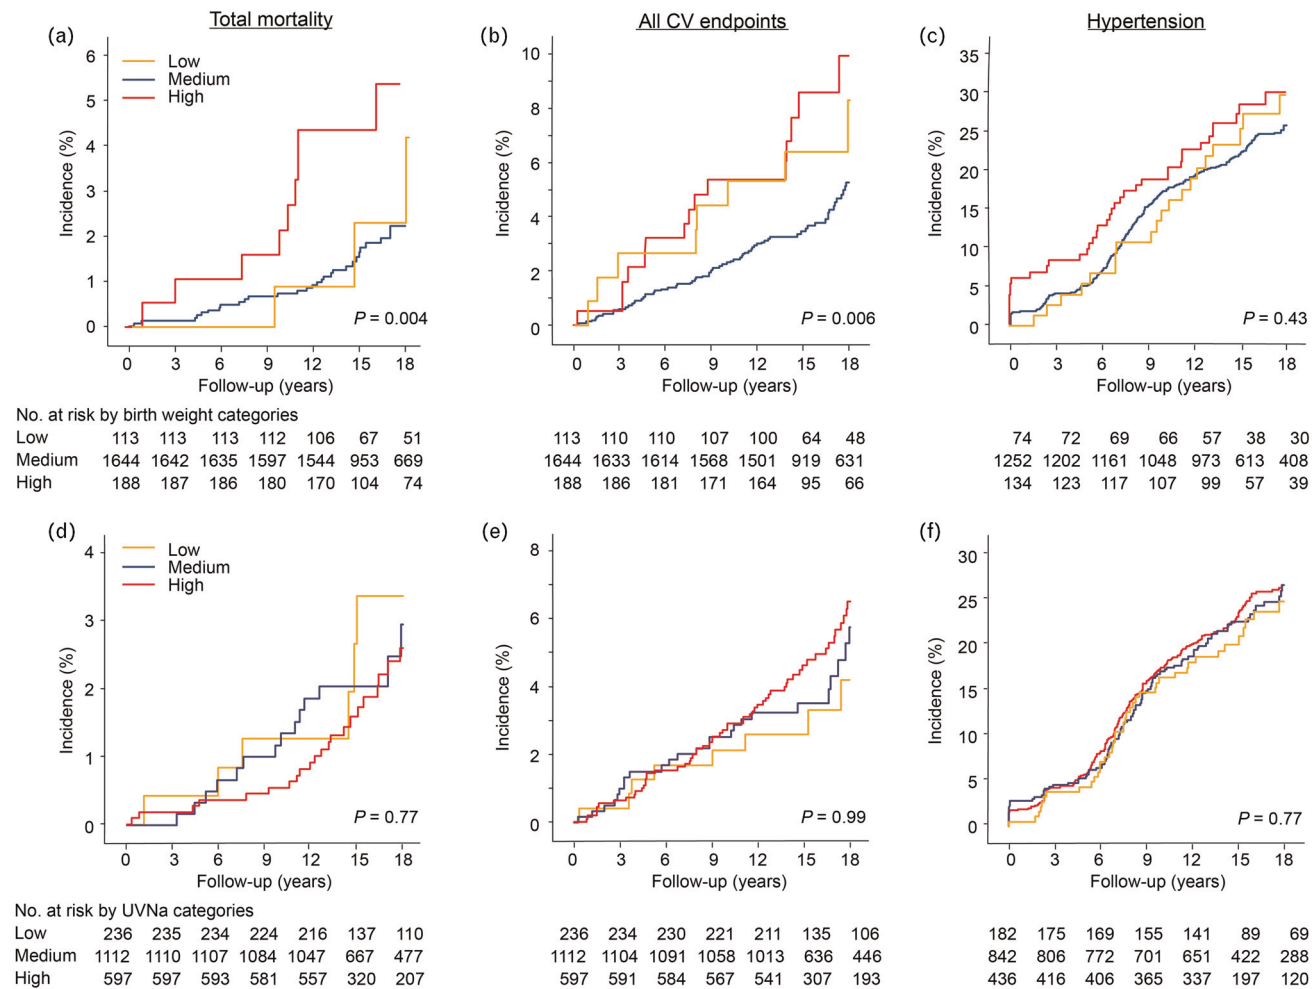 Total mortality
All CV endpoints
Hypertension
(a)
Low
Medium
High
Incidence (%)
6
5
4
3
2
1
0
P = 0.004
0 3 6 9 12 15 18
Follow-up (years)
(b)
Incidence (%)
10
8
6
4
2
0
P = 0.006
0 3 6 9 12 15 18
Follow-up (years)
(c)
Incidence (%)
35
30
25
20
15
10
5
0
P = 0.43
0 3 6 9 12 15 18
Follow-up (years)
No. at risk by birth weight categories
Low 113 113 113 112 106 67 51 113 110 110 107 100 64 48 74 72 69 66 57 38 30
Medium 1644 1642 1635 1597 1544 953 669 1644 1633 1614 1568 1501 919 631 1252 1202 1161 1048 973 613 408
High 188 187 186 180 170 104 74 188 186 181 171 164 95 66 134 123 117 107 99 57 39
(d)
Low
Medium
High
Incidence (%)
4
3
2
1
0
P = 0.77
0 3 6 9 12 15 18
Follow-up (years)
(e)
Incidence (%)
8
6
4
2
0
P = 0.99
0 3 6 9 12 15 18
Follow-up (years)
(f)
Incidence (%)
30
25
20
15
10
5
0
P = 0.77
0 3 6 9 12 15 18
Follow-up (years)
No. at risk by UVNa categories
Low 236 235 234 224 216 137 110 236 234 230 221 211 135 106 182 175 169 155 141 89 69
Medium 1112 1110 1107 1084 1047 667 477 1112 1104 1091 1058 1013 636 446 842 806 772 701 651 422 288
High 597 597 593 581 557 320 207 597 591 584 567 541 307 193 436 416 406 365 337 197 120